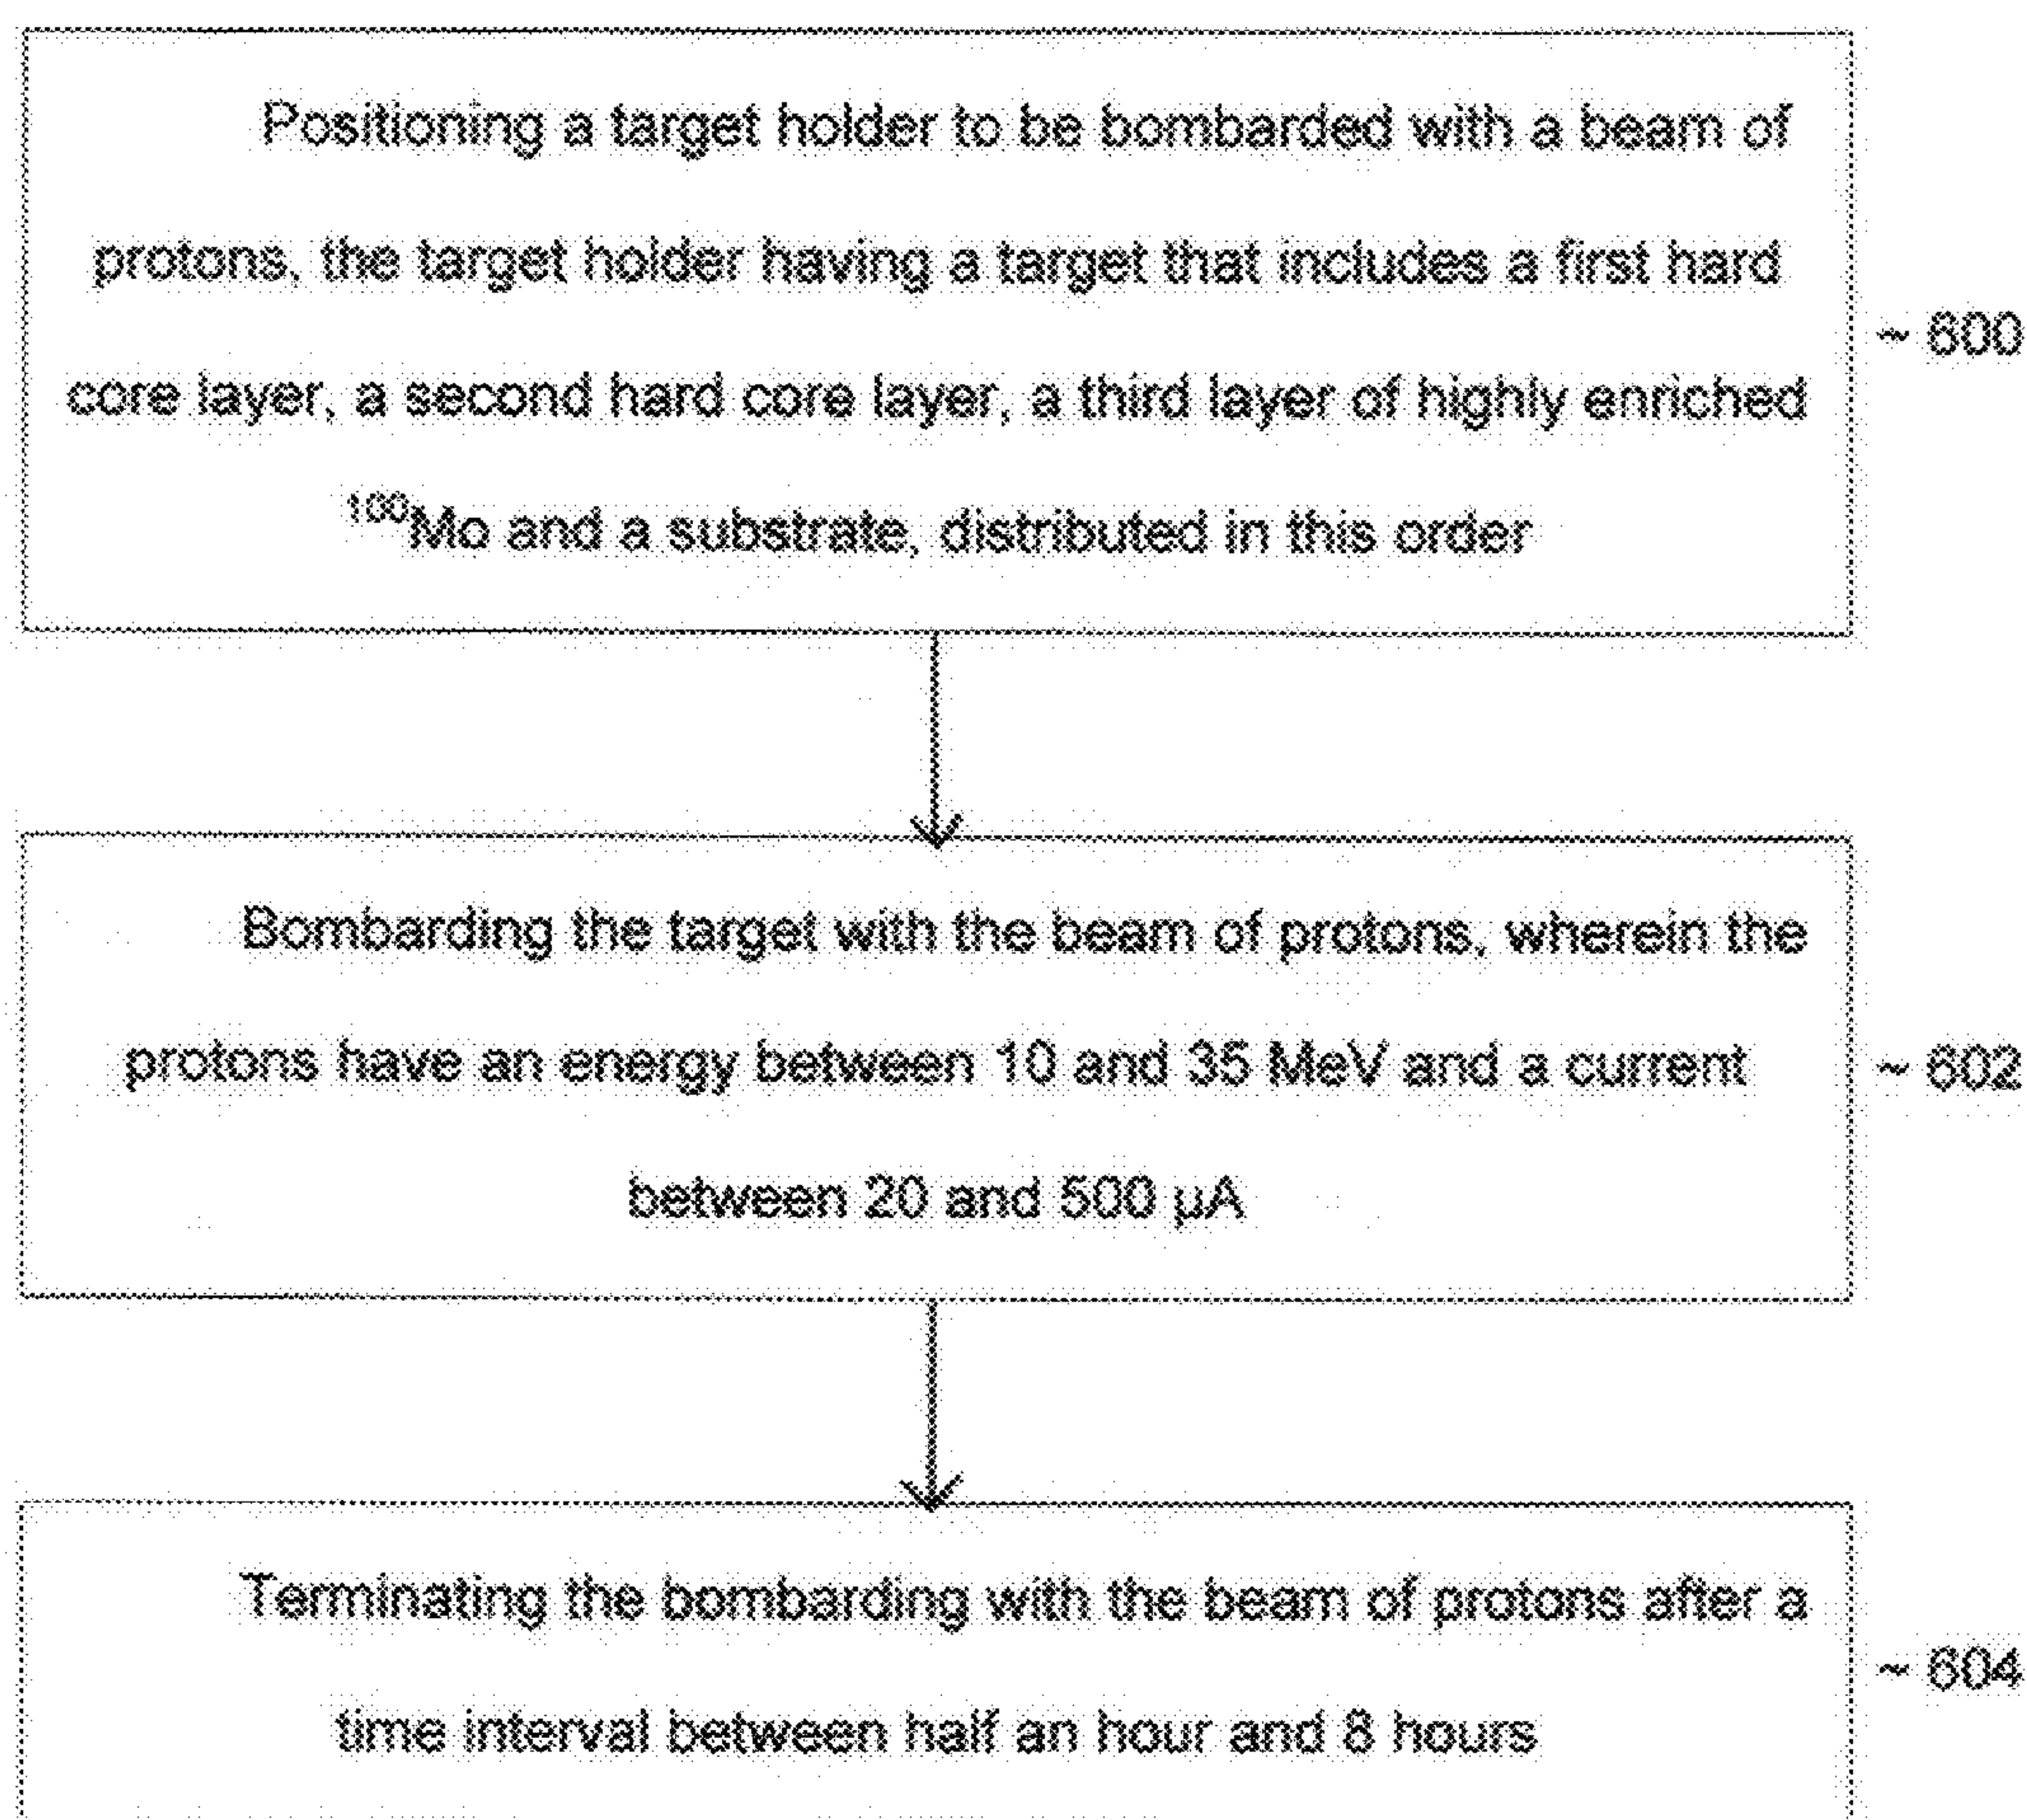 Positioning a target holder to be bombarded with a beam of
protons, the target holder having a target that includes a first hard
core layer, a second hard core layer, a third layer of highly enriched
¹⁰⁰Mo and a substrate, distributed in this order
~ 600
Bombarding the target with the beam of protons, wherein the
protons have an energy between 10 and 35 MeV and a current
between 20 and 500 µA
~ 602
Terminating the bombarding with the beam of protons after a
time interval between half an hour and 8 hours
~ 604